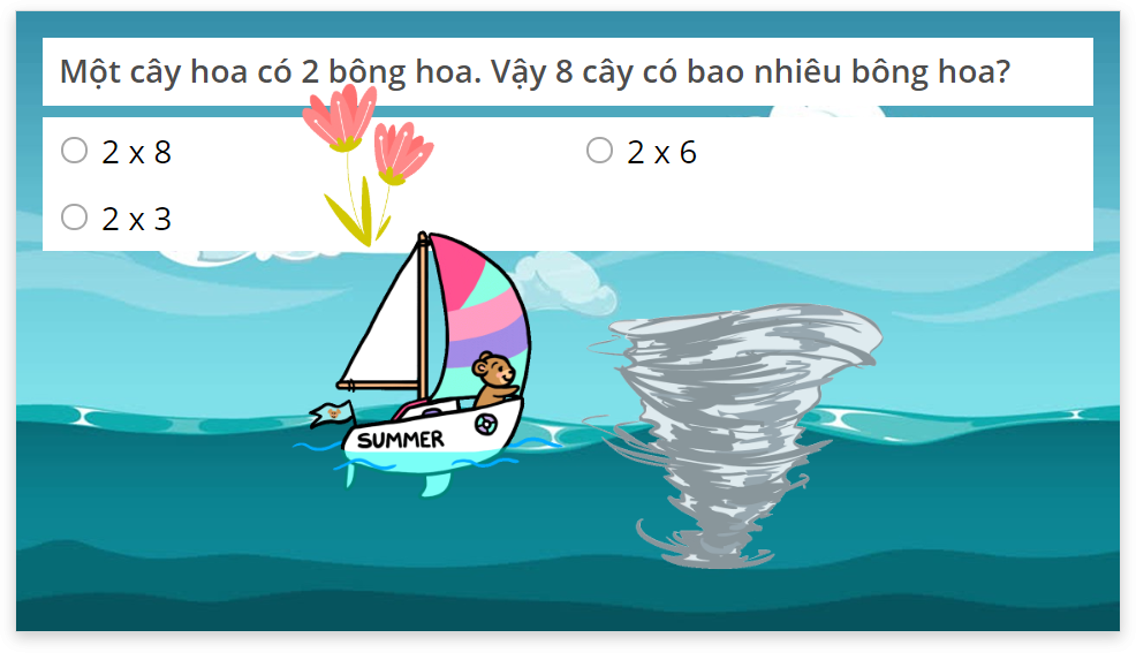 Một cây hoa có 2 bông hoa. Vậy 8 cây có bao nhiêu bông hoa?
2 x 8
2 x 6
2 x 3
SUMMER